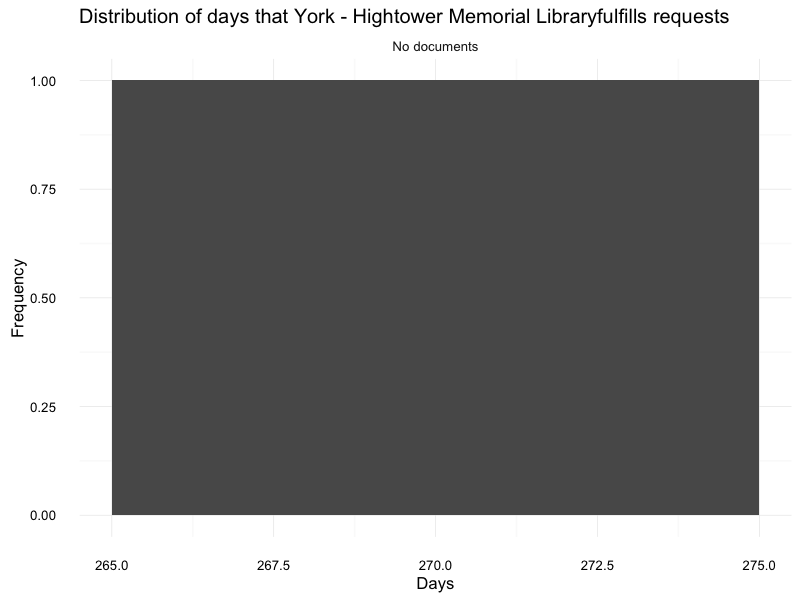 Distribution of days that York - Hightower Memorial Libraryfulfills requests
No documents
1.00
0.75
0.50
0.25
0.00
Frequency
265.0 267.5 270.0 272.5 275.0
Days